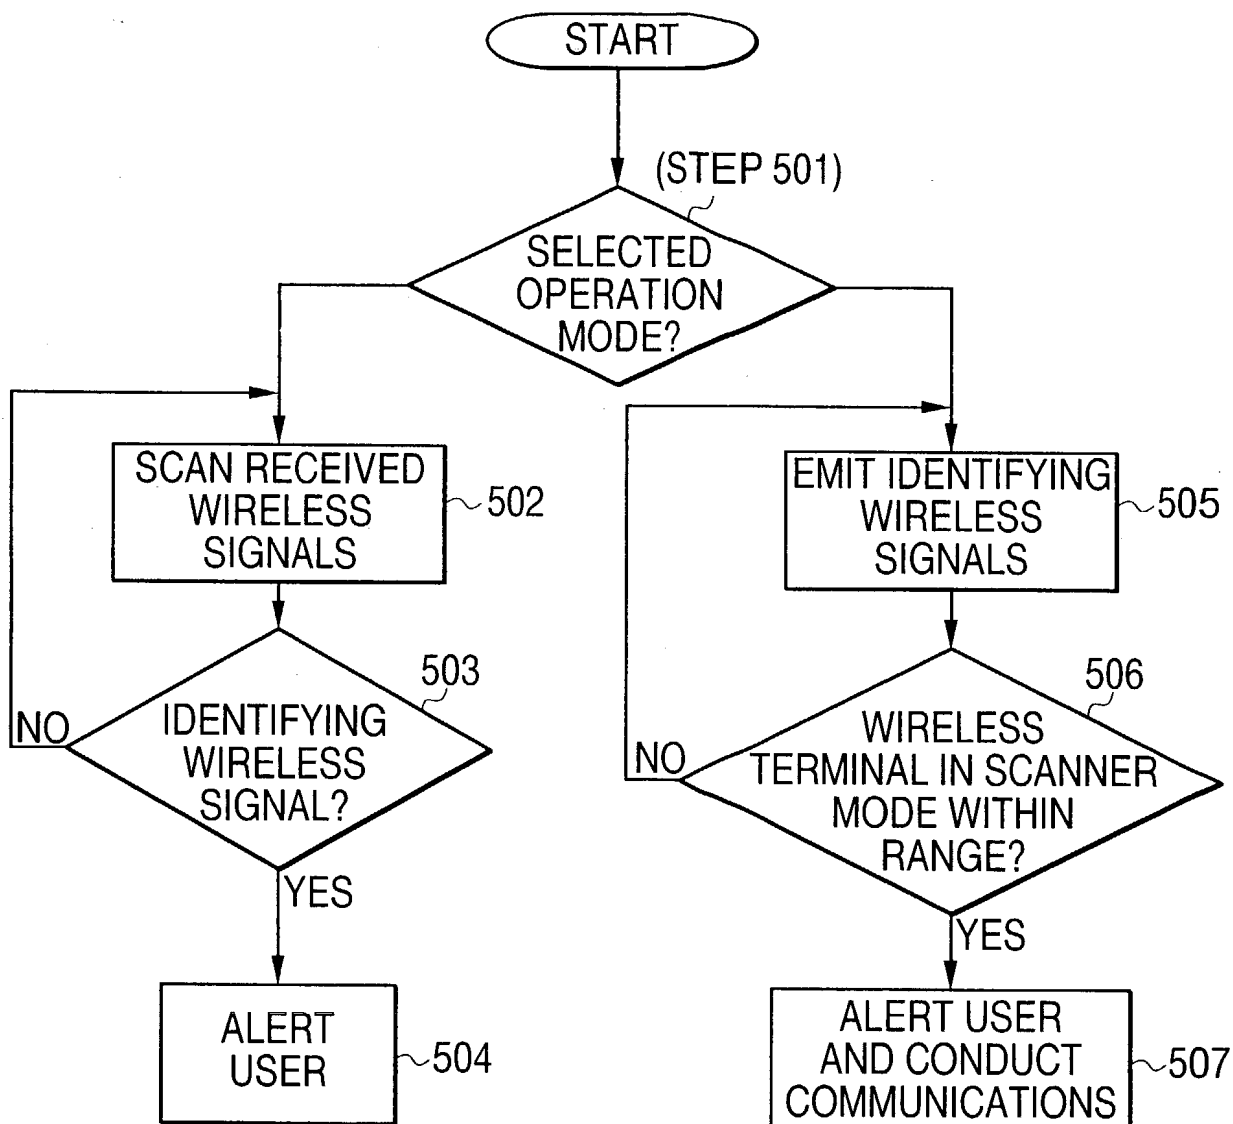 START
(STEP 501)
SELECTED
OPERATION
MODE?
SCAN RECEIVED
WIRELESS
SIGNALS
502
EMIT IDENTIFYING
WIRELESS
SIGNALS
505
503
IDENTIFYING
WIRELESS
SIGNAL?
NO
YES
506
WIRELESS
TERMINAL IN SCANNER
MODE WITHIN
RANGE?
NO
YES
ALERT
USER
504
ALERT USER
AND CONDUCT
COMMUNICATIONS
507